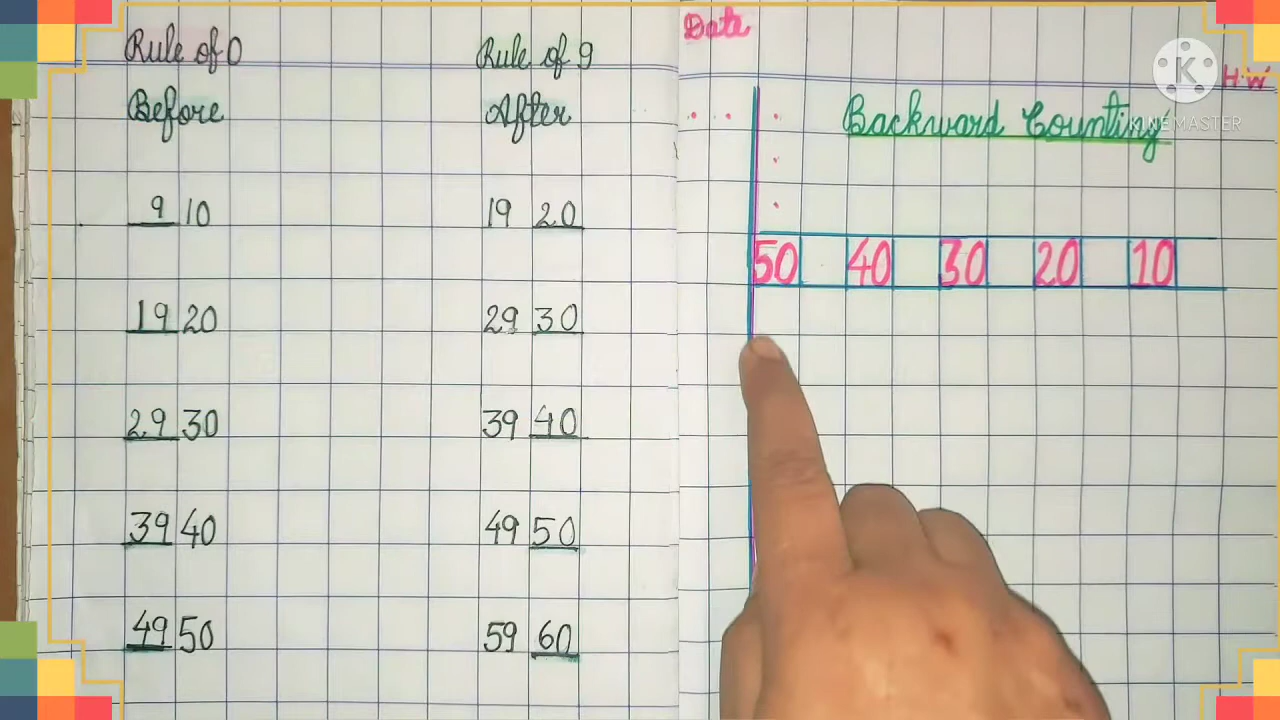 Rule of 0
Before
9 10
19 20
29 30
39 40
49 50
Rule of 9
After
19 20
29 30
39 40
49 50
59 60
Date
H.W
Backward Counting
50 40 30 20 10
K
KINEMASTER